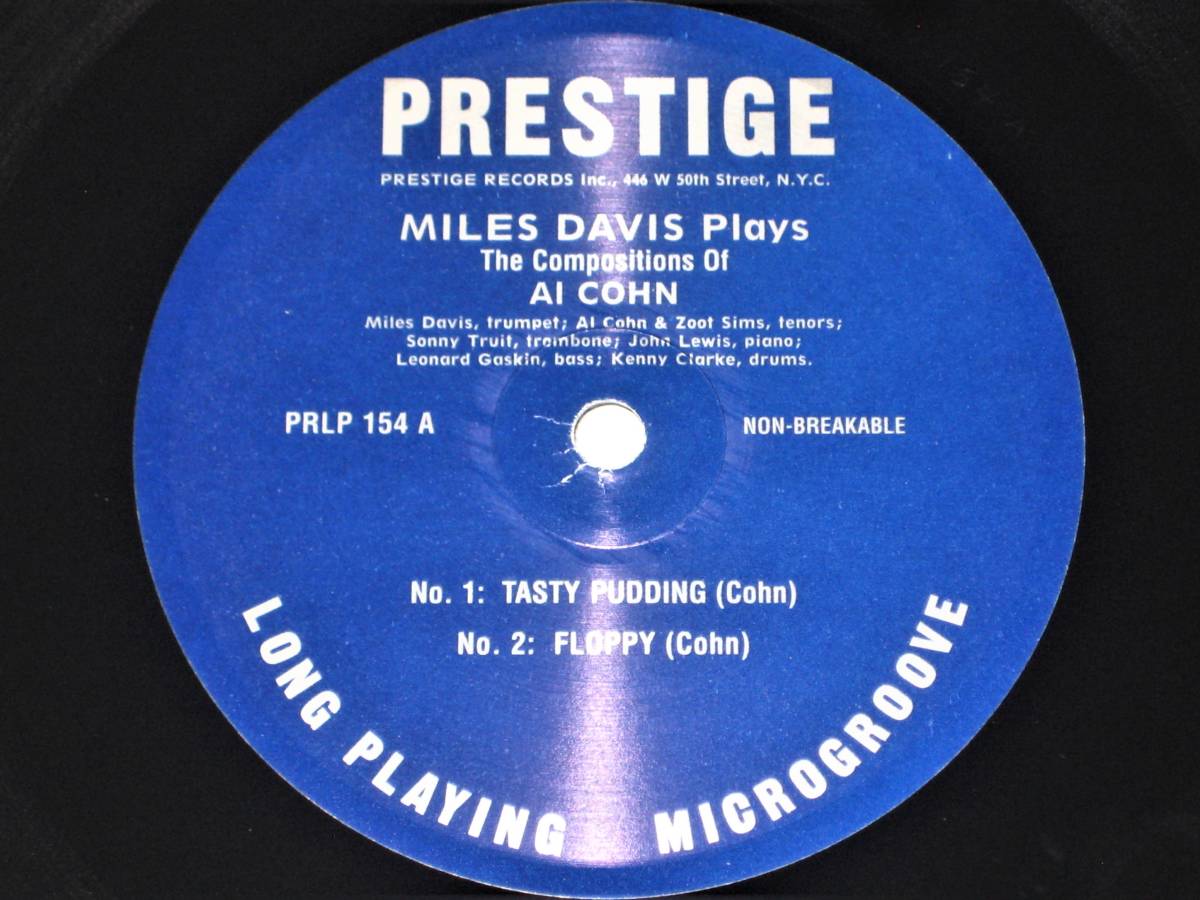 PRESTIGE
PRESTIGE RECORDS Inc., 446 W 50th Street, N.Y.C.
MILES DAVIS Plays
The Compositions Of
Al COHN
Miles Davis, trumpet; Al Cohn & Zoot Sims, tenors;
Sonny Truit, trombone; John Lewis, piano;
Leonard Gaskin, bass; Kenny Clarke, drums.
PRLP 154 A
NON-BREAKABLE
No. 1: TASTY PUDDING (Cohn)
No. 2: FLOPPY (Cohn)
LONG PLAYING MICROGROOVE